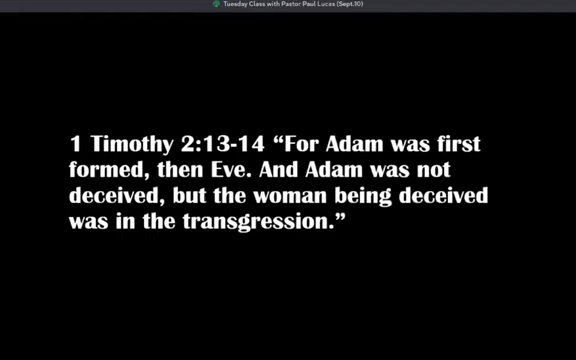 Tuesday Class with Pastor Paul Lucas (Sept.10)
1 Timothy 2:13-14 “For Adam was first
formed, then Eve. And Adam was not
deceived, but the woman being deceived
was in the transgression.”